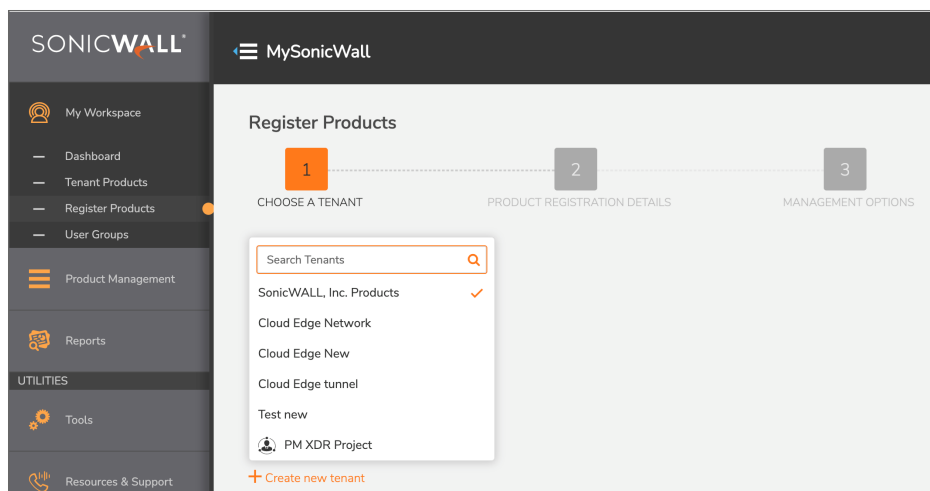 SONICWALL®
MySonicWall
My Workspace
Dashboard
Tenant Products
Register Products
User Groups
Product Management
Reports
UTILITIES
Tools
Resources & Support
Register Products
1
2
3
CHOOSE A TENANT
PRODUCT REGISTRATION DETAILS
MANAGEMENT OPTIONS
Search Tenants
SonicWALL, Inc. Products
Cloud Edge Network
Cloud Edge New
Cloud Edge tunnel
Test new
PM XDR Project
+ Create new tenant